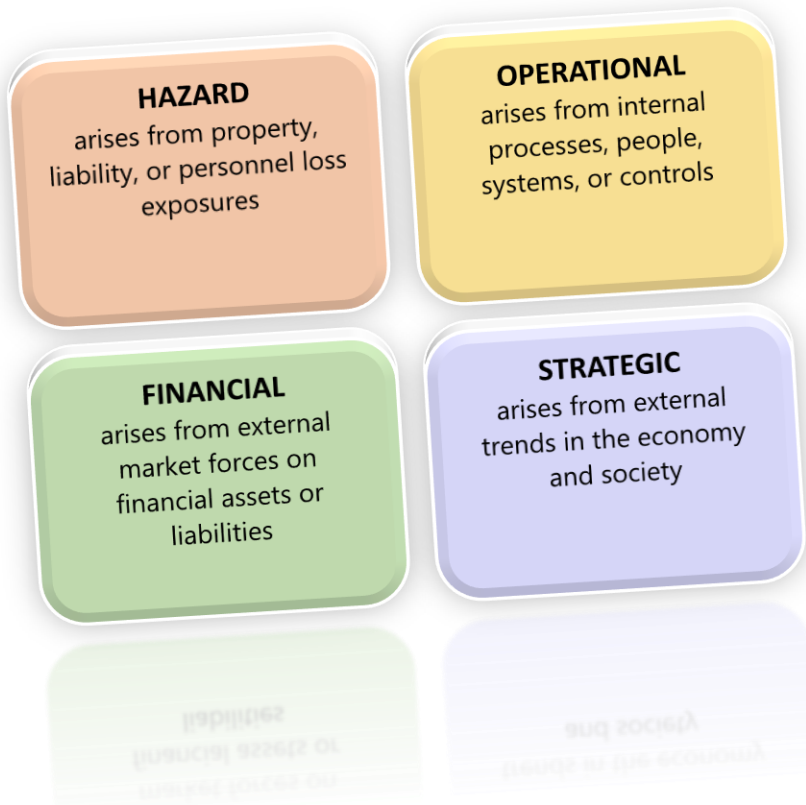 HAZARD
arises from property,
liability, or personnel loss
exposures
OPERATIONAL
arises from internal
processes, people,
systems, or controls
FINANCIAL
arises from external
market forces on
financial assets or
liabilities
STRATEGIC
arises from external
trends in the economy
and society